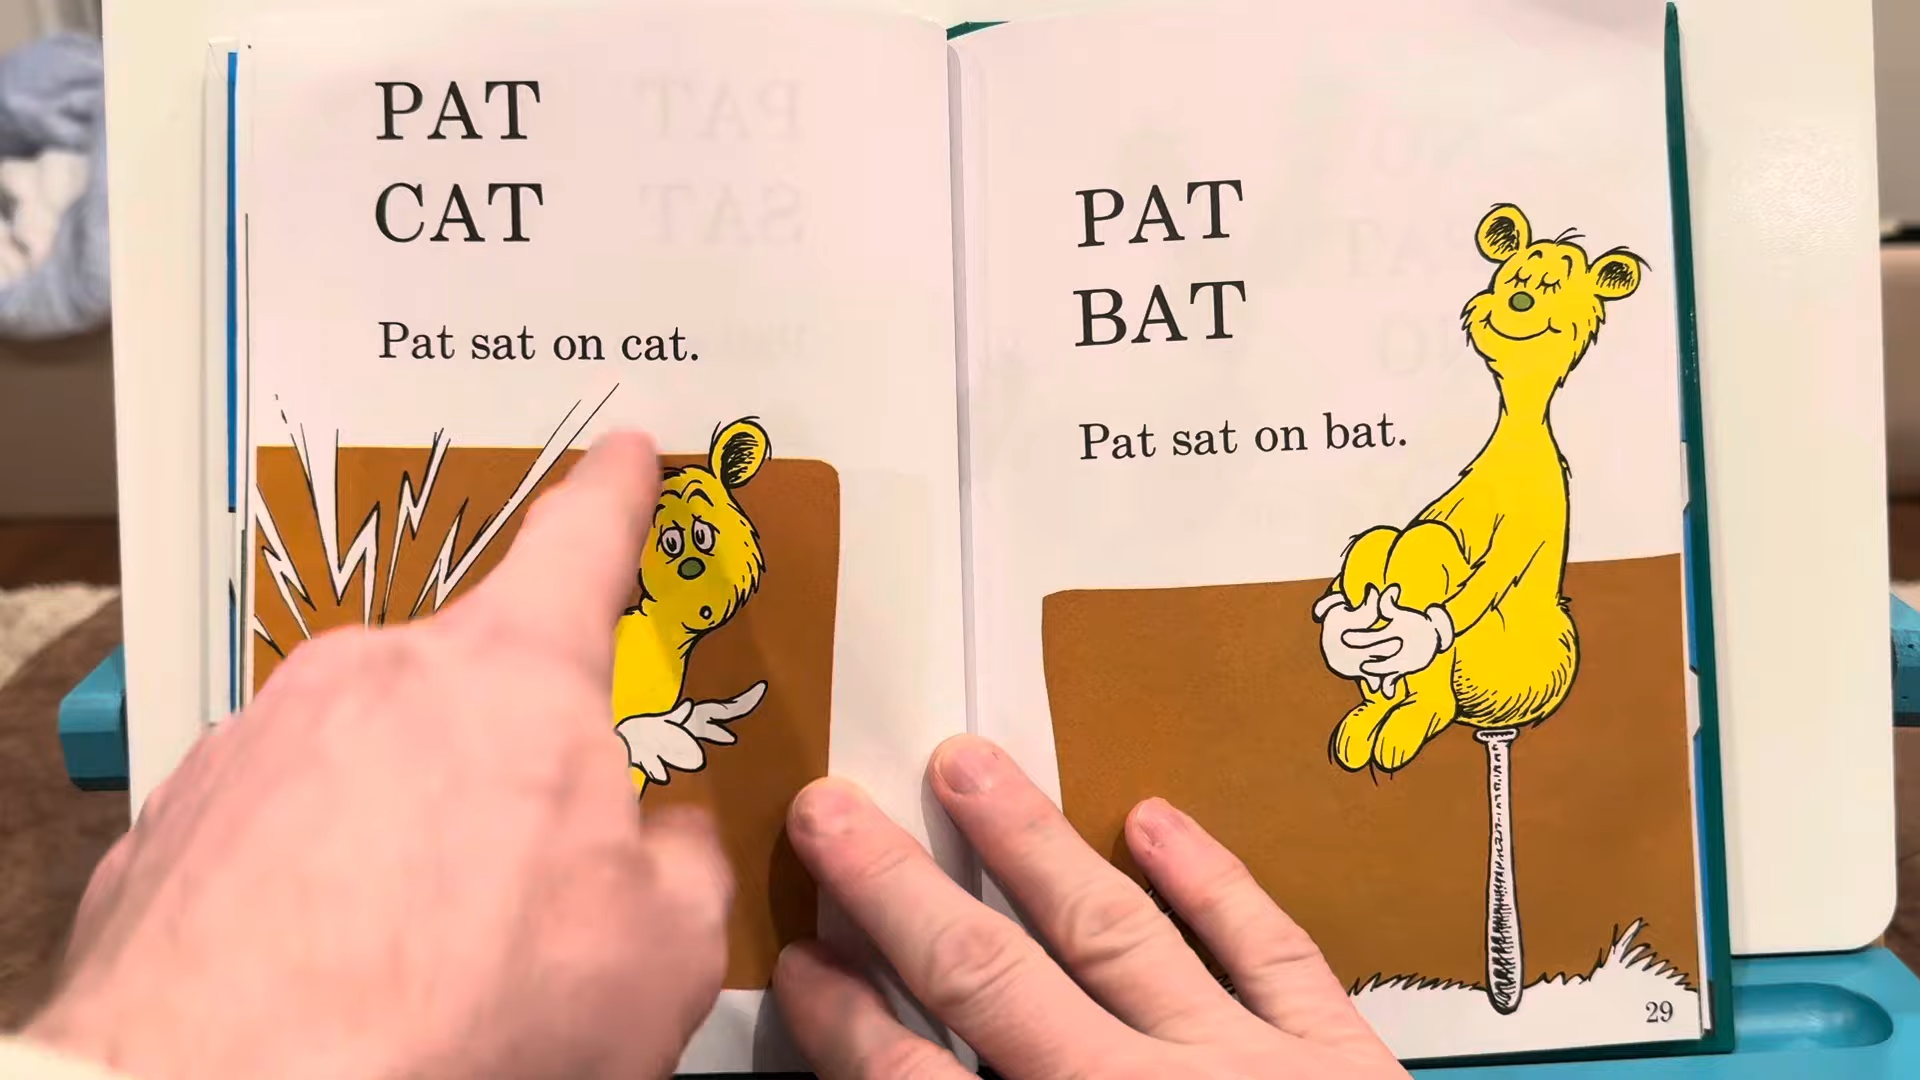 PAT
CAT
Pat sat on cat.
PAT
BAT
Pat sat on bat.
29